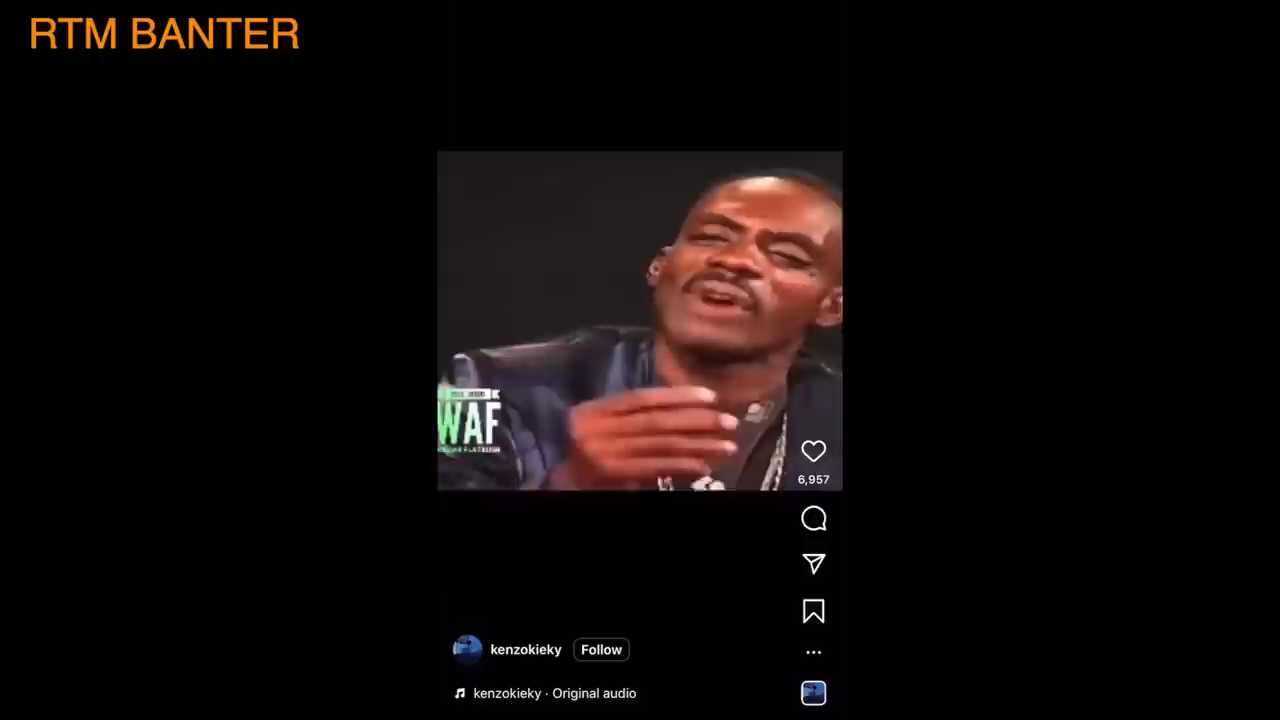 RTM BANTER
WAF
6,957
kenzokieky
Follow
kenzokieky · Original audio